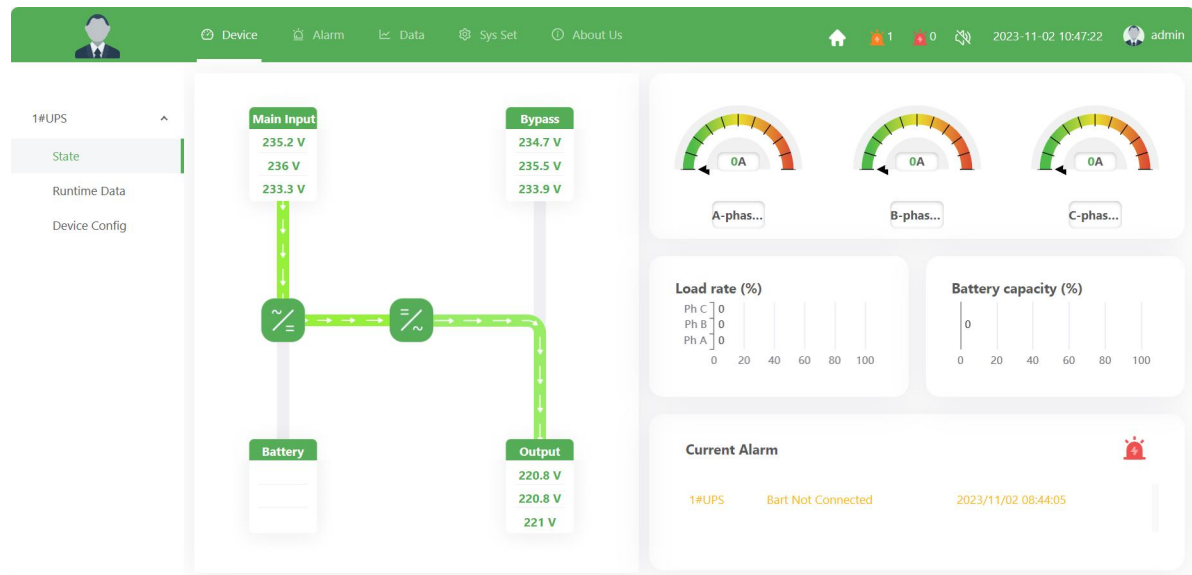 Device Alarm Data Sys Set About Us 1 0 2023-11-02 10:47:22 admin
1#UPS
State
Runtime Data
Device Config
Main Input
235.2 V
236 V
233.3 V
Bypass
234.7 V
235.5 V
233.9 V
Battery
Output
220.8 V
220.8 V
221 V
0A
A-phas...
0A
B-phas...
0A
C-phas...
Load rate (%)
Ph C 0
Ph B 0
Ph A 0
0 20 40 60 80 100
Battery capacity (%)
0
0 20 40 60 80 100
Current Alarm
1#UPS Bart Not Connected 2023/11/02 08:44:05